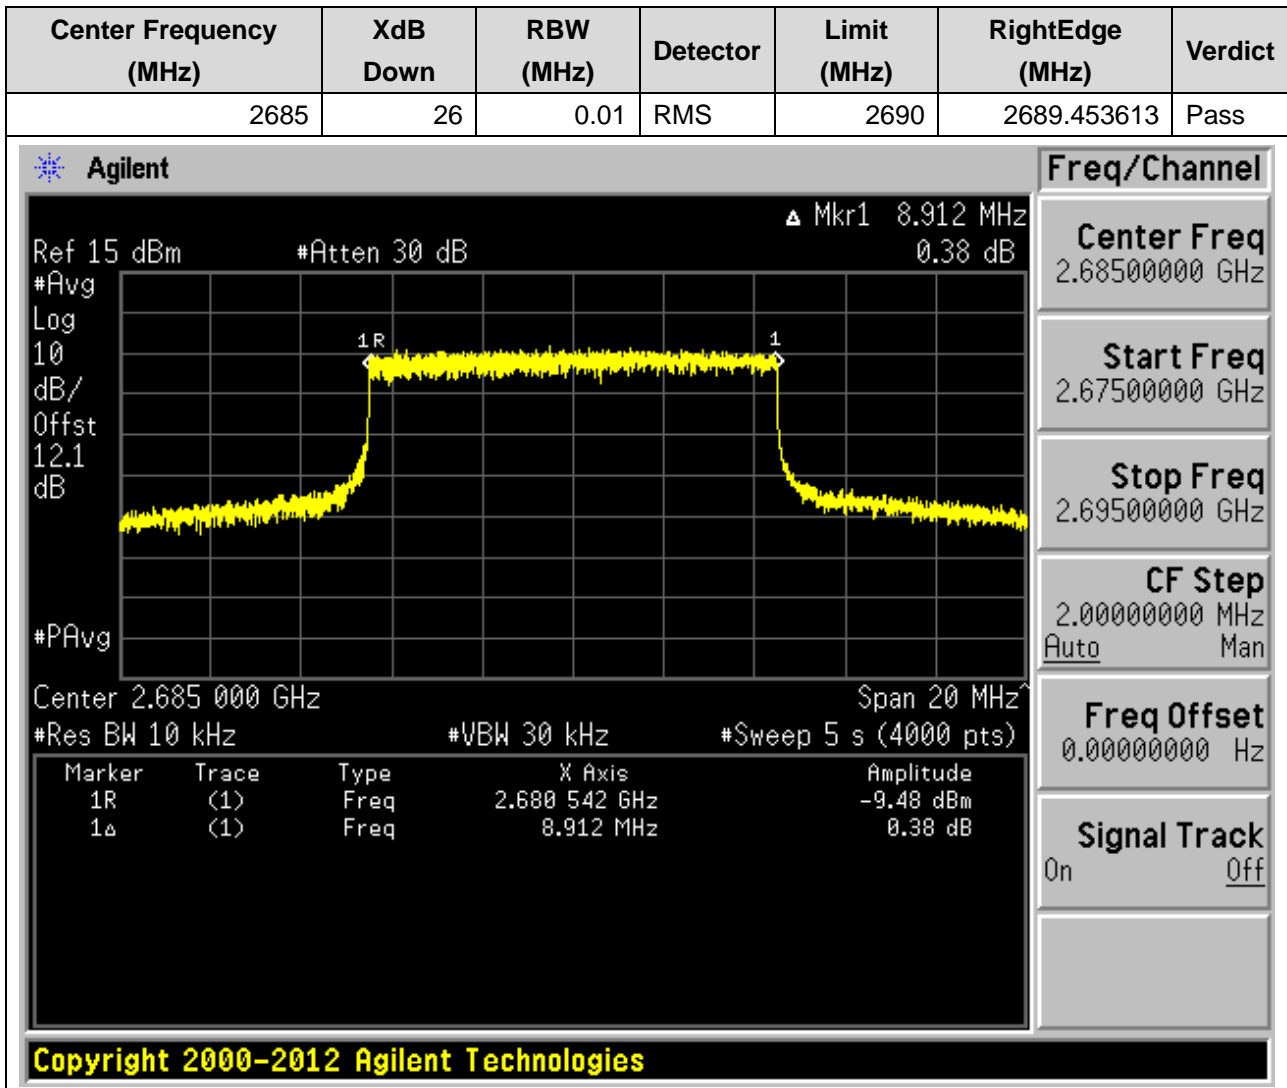 Center Frequency (MHz) XdB Down RBW (MHz) Detector Limit (MHz) RightEdge (MHz) Verdict
2685 26 0.01 RMS 2690 2689.453613 Pass
Agilent
Freq/Channel
Δ Mkr1 8.912 MHz
Ref 15 dBm #Atten 30 dB 0.38 dB
#Avg
Log
10
dB/
Offst
12.1
dB
1R
1
#PAvg
Center 2.685 000 GHz Span 20 MHz^
#Res BW 10 kHz #VBW 30 kHz #Sweep 5 s (4000 pts)
Marker Trace Type X Axis Amplitude
1R (1) Freq 2.680 542 GHz -9.48 dBm
1Δ (1) Freq 8.912 MHz 0.38 dB
Center Freq
2.68500000 GHz
Start Freq
2.67500000 GHz
Stop Freq
2.69500000 GHz
CF Step
2.00000000 MHz
Auto Man
Freq Offset
0.00000000 Hz
Signal Track
On Off
Copyright 2000-2012 Agilent Technologies